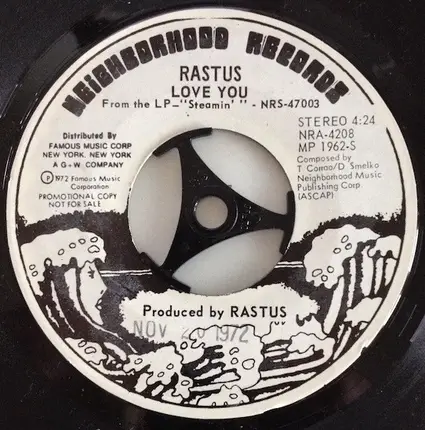 NEIGHBORHOOD RECORDS
RASTUS
LOVE YOU
From the LP-"Steamin'" - NRS-47003
STEREO 4:24
NRA-4208
MP 1962-S
Composed by
T Corrao/D. Smelko
Neighborhood Music
Publishing Corp
(ASCAP)
Distributed By
FAMOUS MUSIC CORP
NEW YORK, NEW YORK
A G+W COMPANY
Ⓟ 1972 Famous Music
Corporation
PROMOTIONAL COPY
NOT FOR SALE
Produced by RASTUS
NOV 20 1972